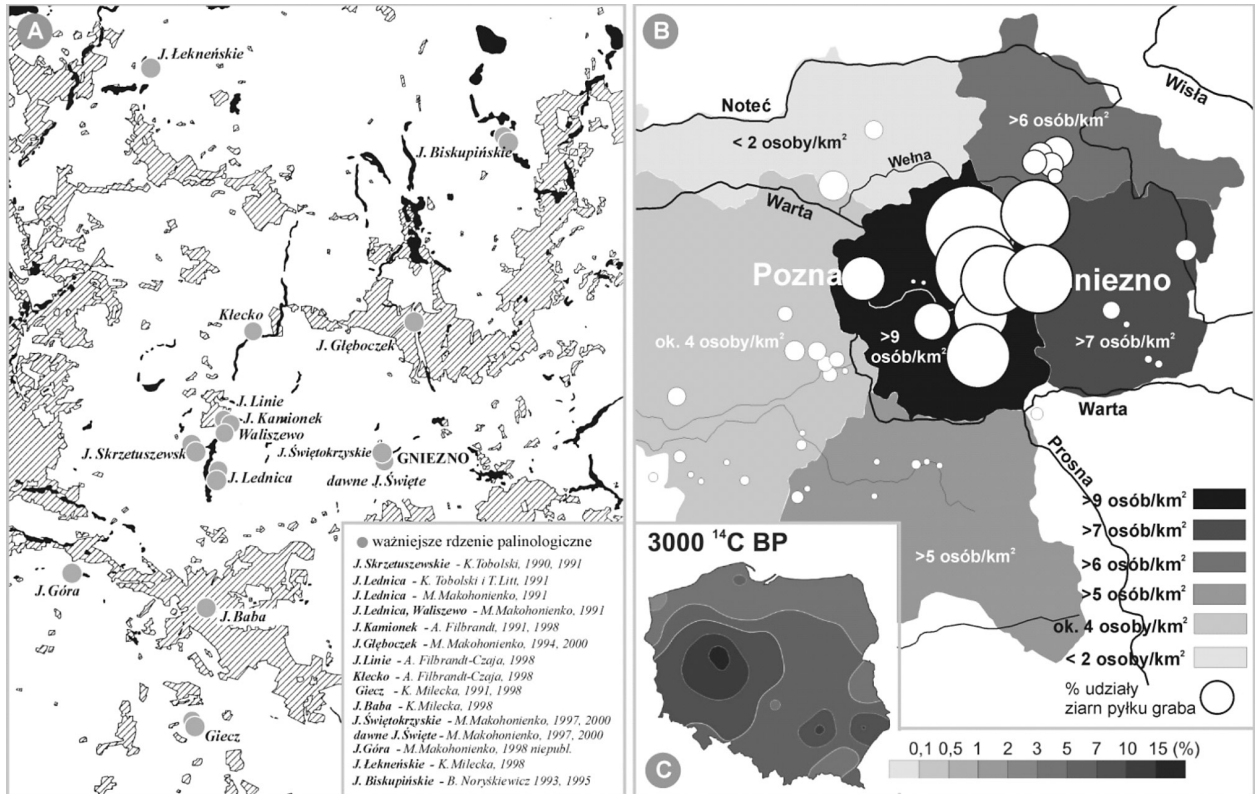 A
J. Łekneńskie
J. Biskupińskie
Kłecko
J. Głęboczek
J. Linie
J. Kamionek
Waliszewo
J. Skrzetuszewsk
J. Świętokrzyskie
GNIEZNO
J. Lednica
dawne J. Święte
J. Góra
J. Baba
Giecz
ważniejsze rdzenie palinologiczne
J. Skrzetuszewskie - K.Tobolski, 1990, 1991
J. Lednica - K. Tobolski i T. Litt, 1991
J. Lednica - M. Makohonienko, 1991
J. Lednica, Waliszewo - M.Makohonienko, 1991
J. Kamionek - A. Filbrandt, 1991, 1998
J. Głęboczek - M. Makohonienko, 1994, 2000
J.Linie - A. Filbrandt-Czaja, 1998
Kłecko - A. Filbrandt-Czaja, 1998
Giecz - K. Milecka, 1991, 1998
J. Baba - K.Milecka, 1998
J. Świętokrzyskie - M.Makohonienko, 1997, 2000
dawne J. Święte - M.Makohonienko, 1997, 2000
J.Góra - M.Makohonienko, 1998 niepubl.
J. Łekneńskie - K.Milecka, 1998
J. Biskupińskie - B. Noryśkiewicz 1993, 1995
B
Wisła
Noteć
>6 osób/km²
< 2 osoby/km²
Wełna
Warta
Pozna
niezno
ok. 4 osoby/km²
>9
osób/km²
>7 osób/km²
Warta
Prosna
>5 osób/km²
>9 osób/km²
>7 osób/km²
>6 osób/km²
>5 osób/km²
ok. 4 osoby/km²
< 2 osoby/km²
% udziały
ziarn pyłku graba
3000 ¹⁴C BP
C
0,1 0,5 1 2 3 5 7 10 15 (%)